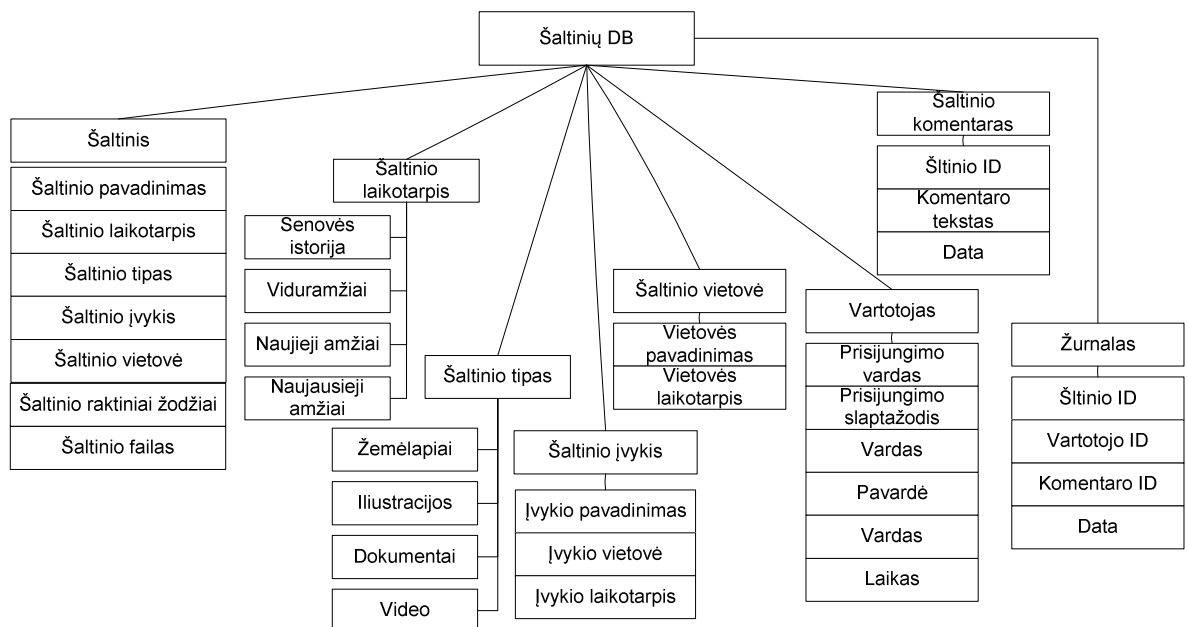 Šaltinių DB
Šaltinis
Šaltinio pavadinimas
Šaltinio laikotarpis
Šaltinio tipas
Šaltinio įvykis
Šaltinio vietovė
Šaltinio raktiniai žodžiai
Šaltinio failas
Šaltinio
laikotarpis
Senovės
istorija
Viduramžiai
Naujieji amžiai
Naujausieji
amžiai
Šaltinio tipas
Žemėlapiai
Iliustracijos
Dokumentai
Video
Šaltinio įvykis
Įvykio pavadinimas
Įvykio vietovė
Įvykio laikotarpis
Šaltinio vietovė
Vietovės
pavadinimas
Vietovės
laikotarpis
Vartotojas
Prisijungimo
vardas
Prisijungimo
slaptažodis
Vardas
Pavardė
Vardas
Laikas
Šaltinio
komentaras
Šltinio ID
Komentaro
tekstas
Data
Žurnalas
Šltinio ID
Vartotojo ID
Komentaro ID
Data